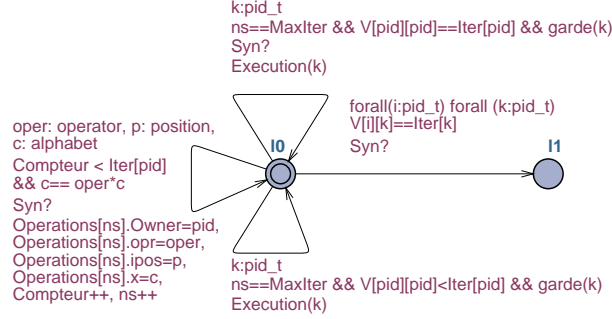 k:pid_t
ns==MaxIter && V[pid][pid]==Iter[pid] && garde(k)
Syn?
Execution(k)
forall(i:pid_t) forall (k:pid_t)
V[i][k]==Iter[k]
Syn?
oper: operator, p: position,
c: alphabet
Compteur < Iter[pid]
&& c== oper*c
Syn?
Operations[ns].Owner=pid,
Operations[ns].opr=oper,
Operations[ns].ipos=p,
Operations[ns].x=c,
Compteur++, ns++
l0
l1
k:pid_t
ns==MaxIter && V[pid][pid]<Iter[pid] && garde(k)
Execution(k)